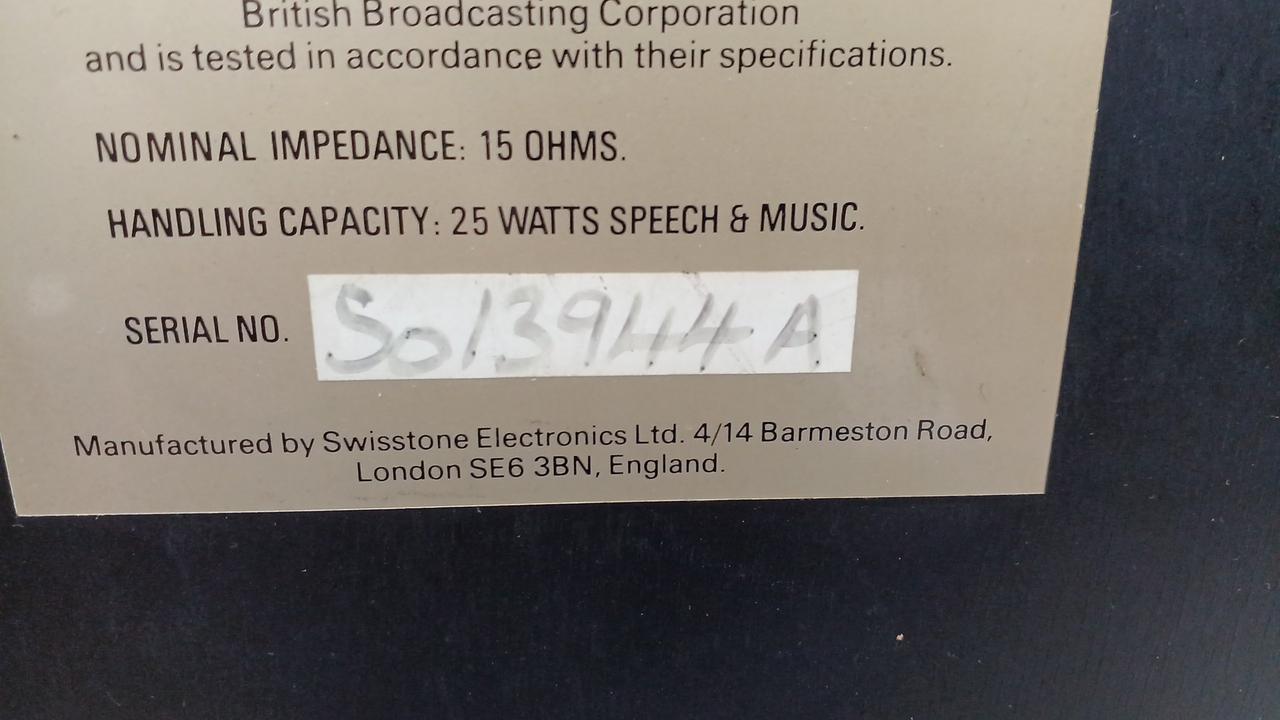 British Broadcasting Corporation
and is tested in accordance with their specifications.
NOMINAL IMPEDANCE: 15 OHMS.
HANDLING CAPACITY: 25 WATTS SPEECH & MUSIC.
SERIAL NO. So13944A
Manufactured by Swisstone Electronics Ltd. 4/14 Barmeston Road,
London SE6 3BN, England.